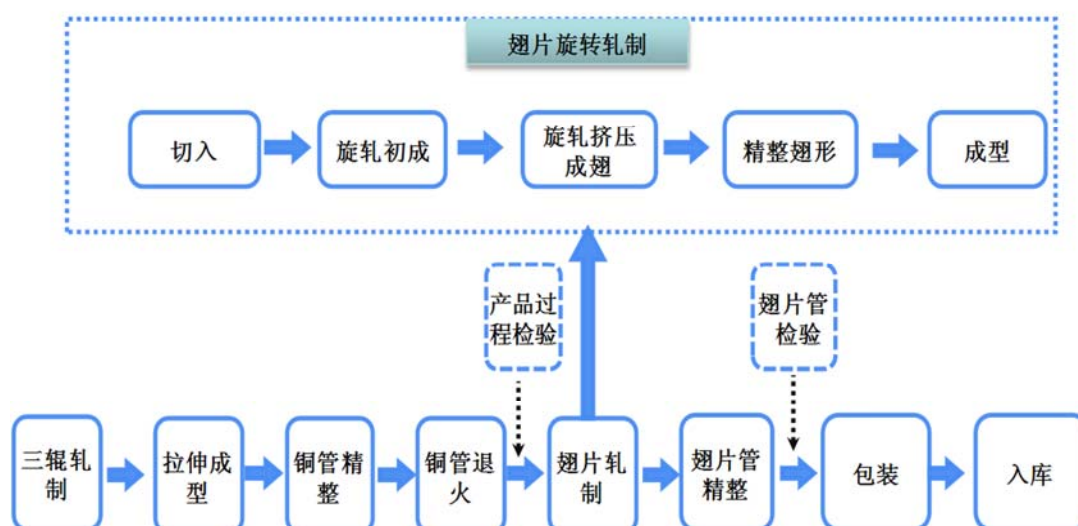 翅片旋转轧制
切入
旋轧初成
旋轧挤压
成翅
精整翅形
成型
产品过
程检验
翅片管
检验
三辊轧
制
拉伸成
型
铜管精
整
铜管退
火
翅片轧
制
翅片管
精整
包装
入库